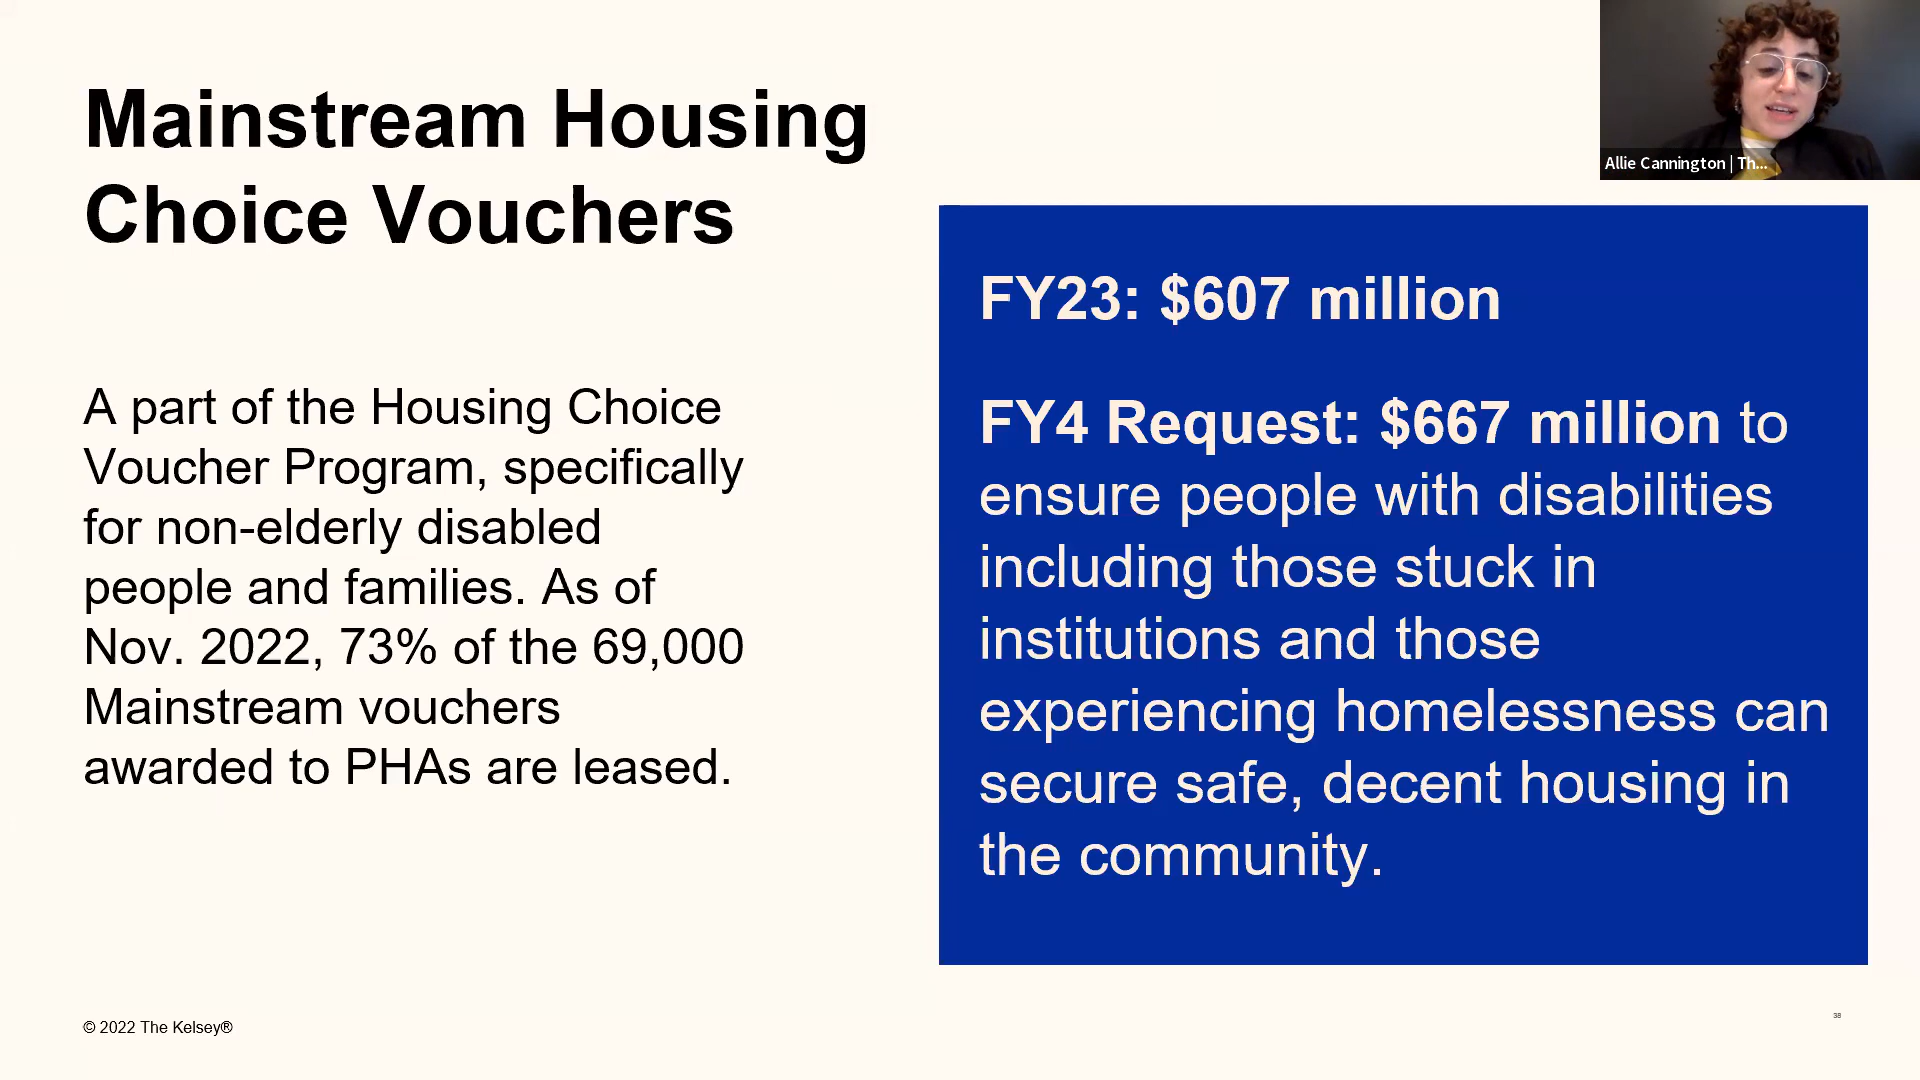 Mainstream Housing
Choice Vouchers
A part of the Housing Choice
Voucher Program, specifically
for non-elderly disabled
people and families. As of
Nov. 2022, 73% of the 69,000
Mainstream vouchers
awarded to PHAs are leased.
FY23: $607 million
FY4 Request: $667 million to
ensure people with disabilities
including those stuck in
institutions and those
experiencing homelessness can
secure safe, decent housing in
the community.
Allie Cannington | Th...
© 2022 The Kelsey®
38